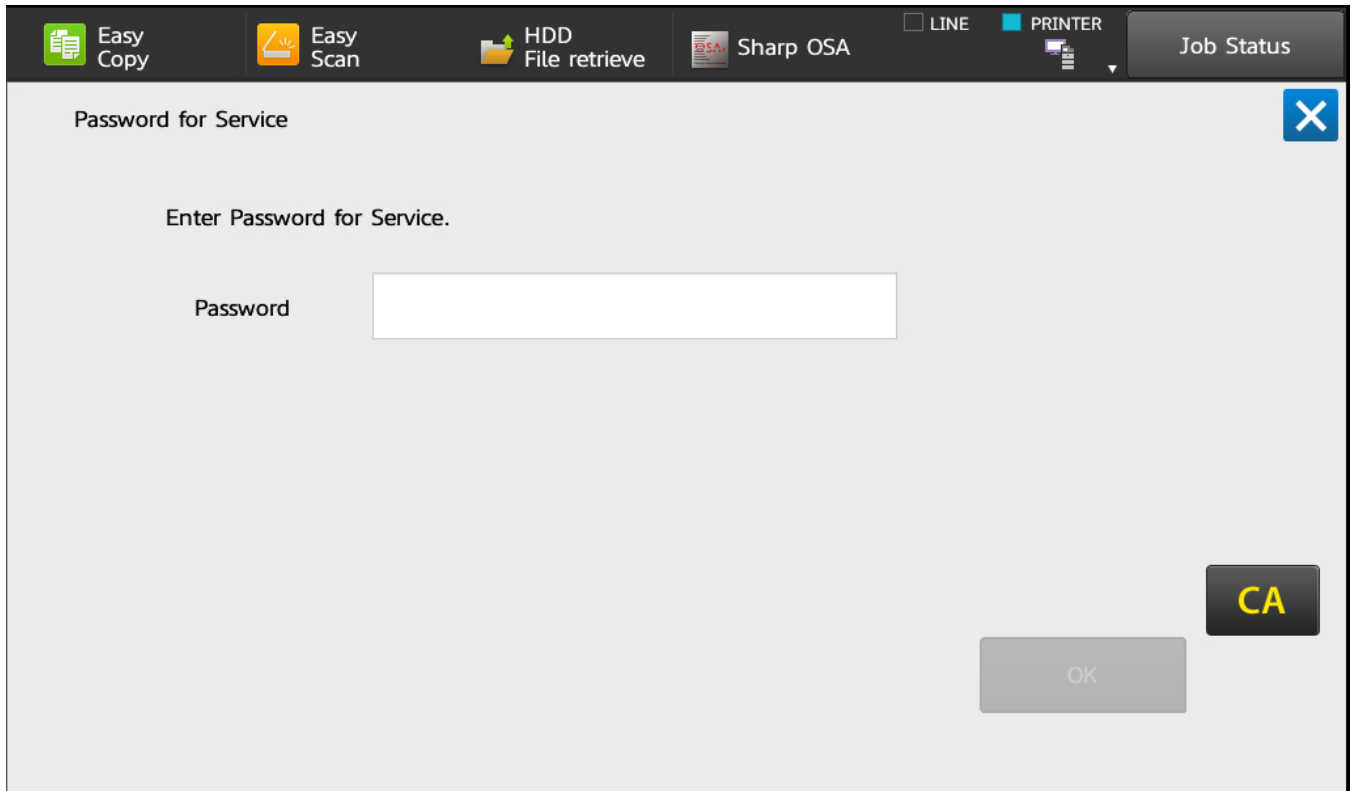 Easy
Copy
Easy
Scan
HDD
File retrieve
Sharp OSA
LINE
PRINTER
Job Status
Password for Service
Enter Password for Service.
Password
CA
OK